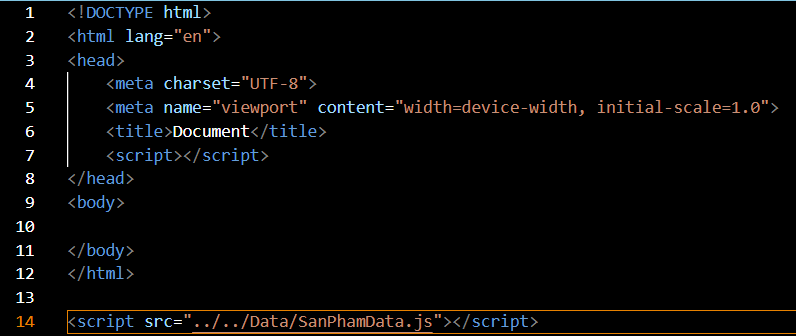 1 <!DOCTYPE html>
2 <html lang="en">
3 <head>
4     <meta charset="UTF-8">
5     <meta name="viewport" content="width=device-width, initial-scale=1.0">
6     <title>Document</title>
7     <script></script>
8 </head>
9 <body>
10
11 </body>
12 </html>
13
14 <script src="../../Data/SanPhamData.js"></script>